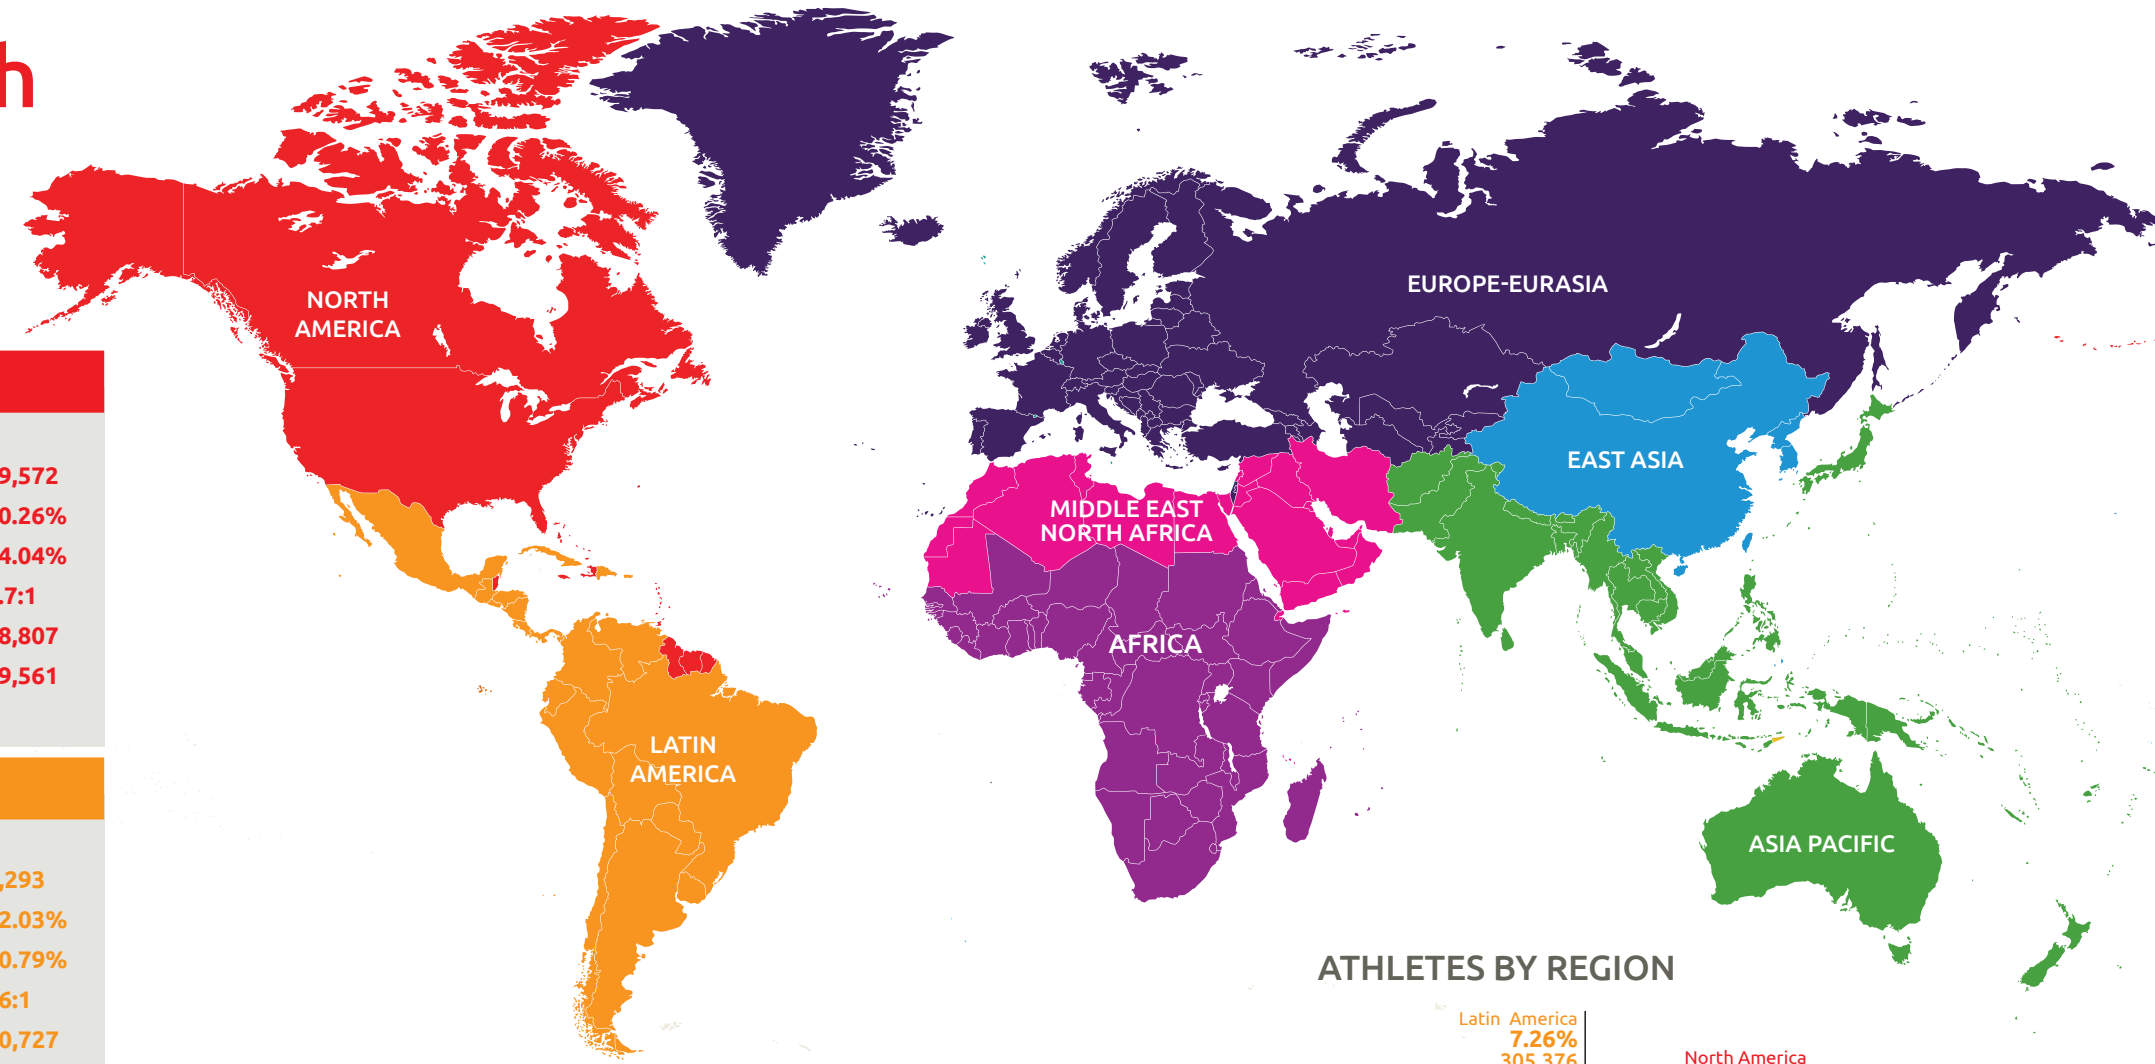 h
9,572
0.26%
4.04%
.7:1
8,807
9,561
,293
2.03%
0.79%
6:1
0,727
NORTH
AMERICA
LATIN
AMERICA
EUROPE-EURASIA
EAST ASIA
MIDDLE EAST
NORTH AFRICA
AFRICA
ASIA PACIFIC
ATHLETES BY REGION
Latin America
7.26%
305,376
North America